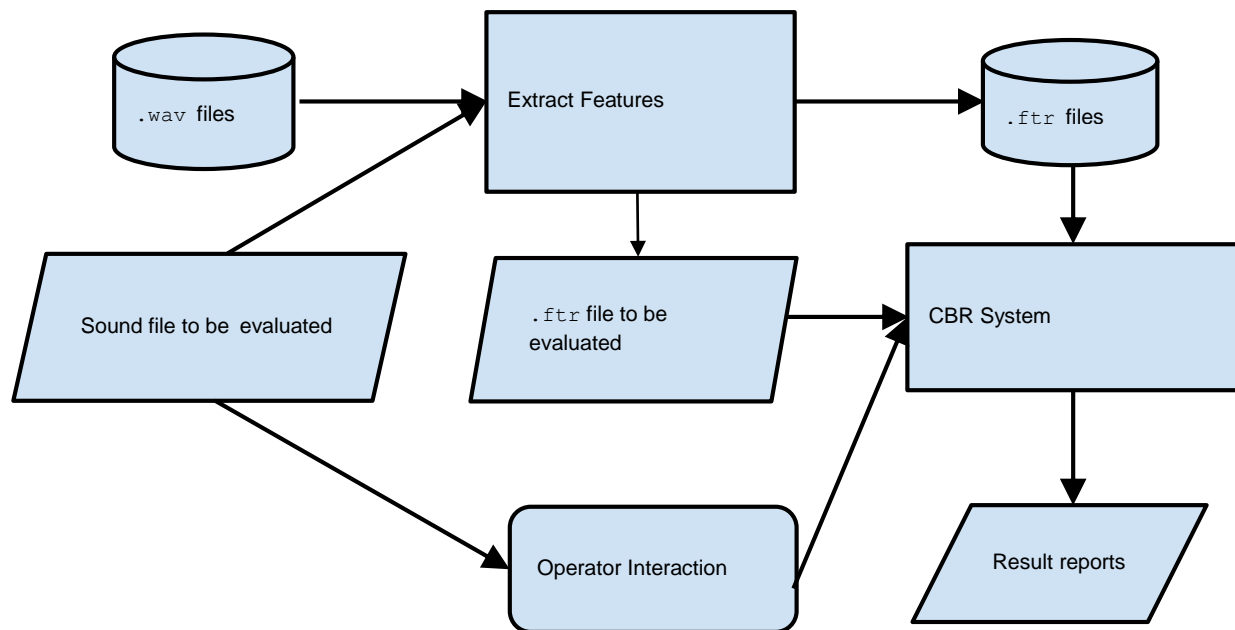 .wav files
Extract Features
.ftr files
Sound file to be evaluated
.ftr file to be
evaluated
CBR System
Operator Interaction
Result reports